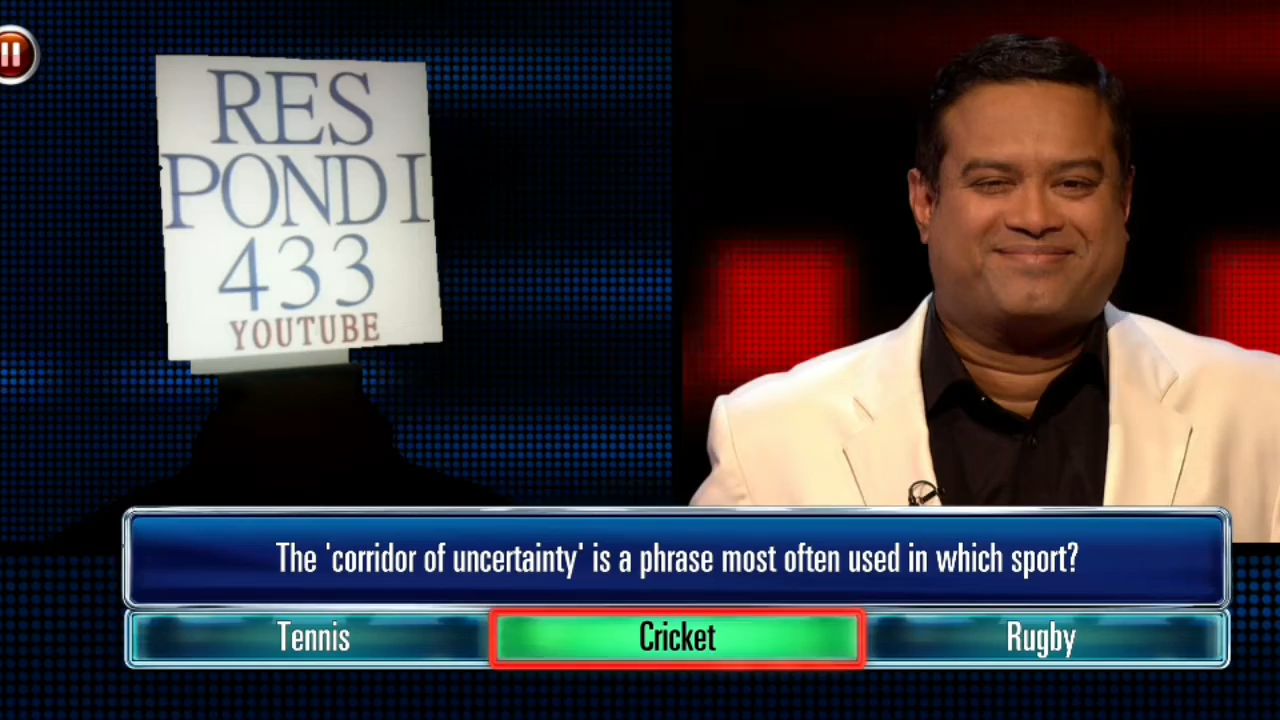 RES
POND I
433
YOUTUBE
The 'corridor of uncertainty' is a phrase most often used in which sport?
Tennis
Cricket
Rugby